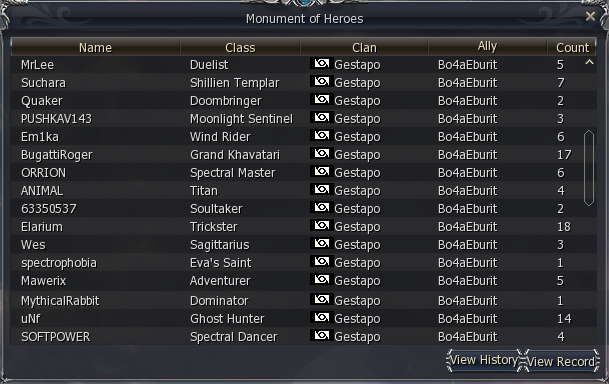 Monument of Heroes
Name Class Clan Ally Count
MrLee Duelist Gestapo Bo4aEburit 5
Suchara Shillien Templar Gestapo Bo4aEburit 7
Quaker Doombringer Gestapo Bo4aEburit 2
PUSHKAV143 Moonlight Sentinel Gestapo Bo4aEburit 3
Em1ka Wind Rider Gestapo Bo4aEburit 6
BugattiRoger Grand Khavatari Gestapo Bo4aEburit 17
ORRION Spectral Master Gestapo Bo4aEburit 6
ANIMAL Titan Gestapo Bo4aEburit 4
63350537 Soultaker Gestapo Bo4aEburit 2
Elarium Trickster Gestapo Bo4aEburit 18
Wes Sagittarius Gestapo Bo4aEburit 3
spectrophobia Eva's Saint Gestapo Bo4aEburit 1
Mawerix Adventurer Gestapo Bo4aEburit 5
MythicalRabbit Dominator Gestapo Bo4aEburit 1
uNf Ghost Hunter Gestapo Bo4aEburit 14
SOFTPOWER Spectral Dancer Gestapo Bo4aEburit 4
View History View Record